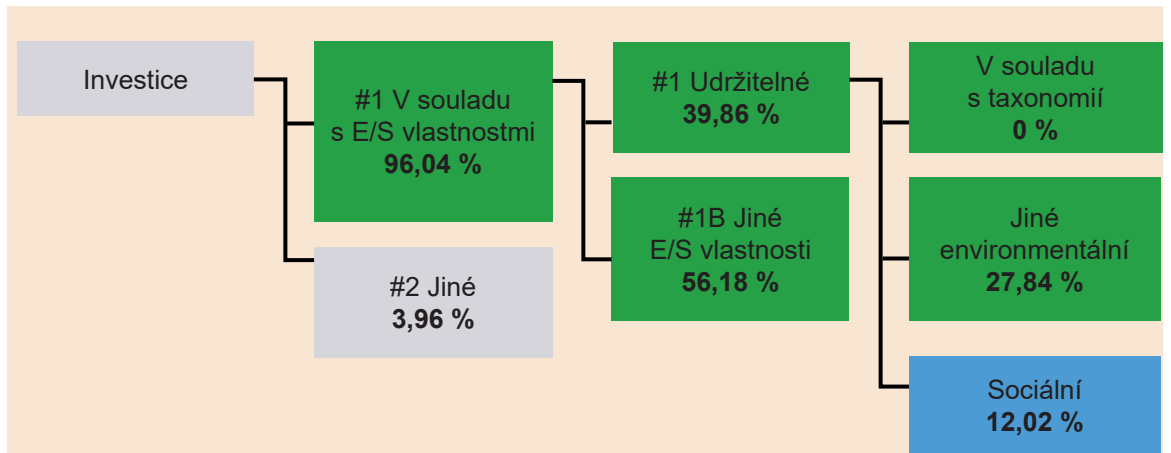 Investice
#1 V souladu
s E/S vlastnostmi
96,04 %
#2 Jiné
3,96 %
#1 Udržitelné
39,86 %
#1B Jiné
E/S vlastnosti
56,18 %
V souladu
s taxonomií
0 %
Jiné
environmentální
27,84 %
Sociální
12,02 %